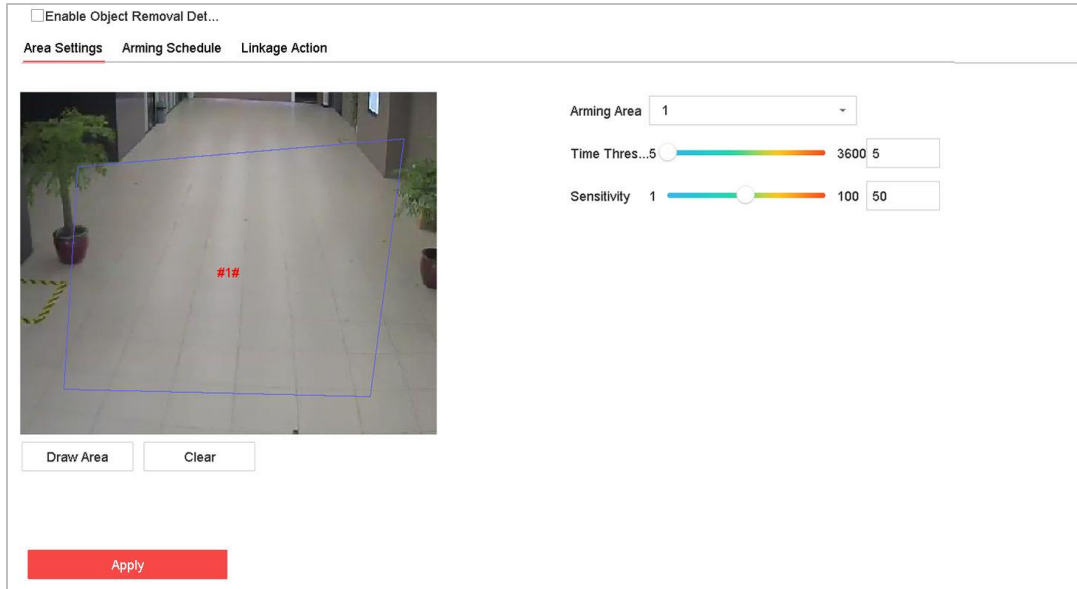 Enable Object Removal Det...
Area Settings Arming Schedule Linkage Action
Arming Area 1
Time Thres... 5 3600 5
Sensitivity 1 100 50
#1#
Draw Area Clear
Apply